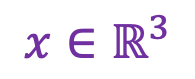 x ∈ ℝ³